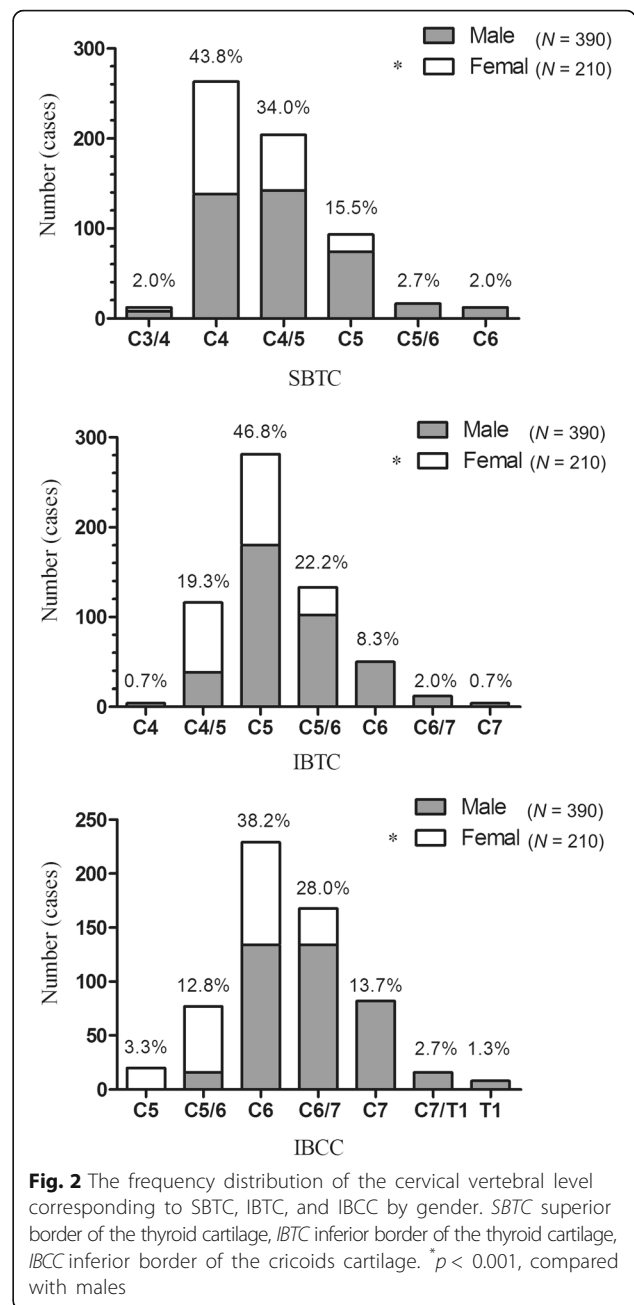 Male (N = 390)
* Femal (N = 210)
Number (cases)
300
200
100
0
2.0%
43.8%
34.0%
15.5%
2.7%
2.0%
C3/4 C4 C4/5 C5 C5/6 C6
SBTC
Male (N = 390)
* Femal (N = 210)
Number (cases)
300
200
100
0
0.7%
19.3%
46.8%
22.2%
8.3%
2.0%
0.7%
C4 C4/5 C5 C5/6 C6 C6/7 C7
IBTC
Male (N = 390)
* Femal (N = 210)
Number (cases)
250
200
150
100
50
0
3.3%
12.8%
38.2%
28.0%
13.7%
2.7%
1.3%
C5 C5/6 C6 C6/7 C7 C7/T1 T1
IBCC
Fig. 2 The frequency distribution of the cervical vertebral level
corresponding to SBTC, IBTC, and IBCC by gender. SBTC superior
border of the thyroid cartilage, IBTC inferior border of the thyroid cartilage,
IBCC inferior border of the cricoids cartilage. *p < 0.001, compared
with males